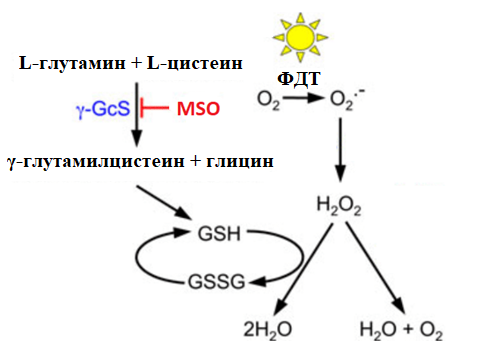 L-глутамин + L-цистеин
ФДТ
O₂ → O₂·⁻
γ-GcS
MSO
γ-глутамилцистеин + глицин
H₂O₂
GSH
GSSG
2H₂O
H₂O + O₂